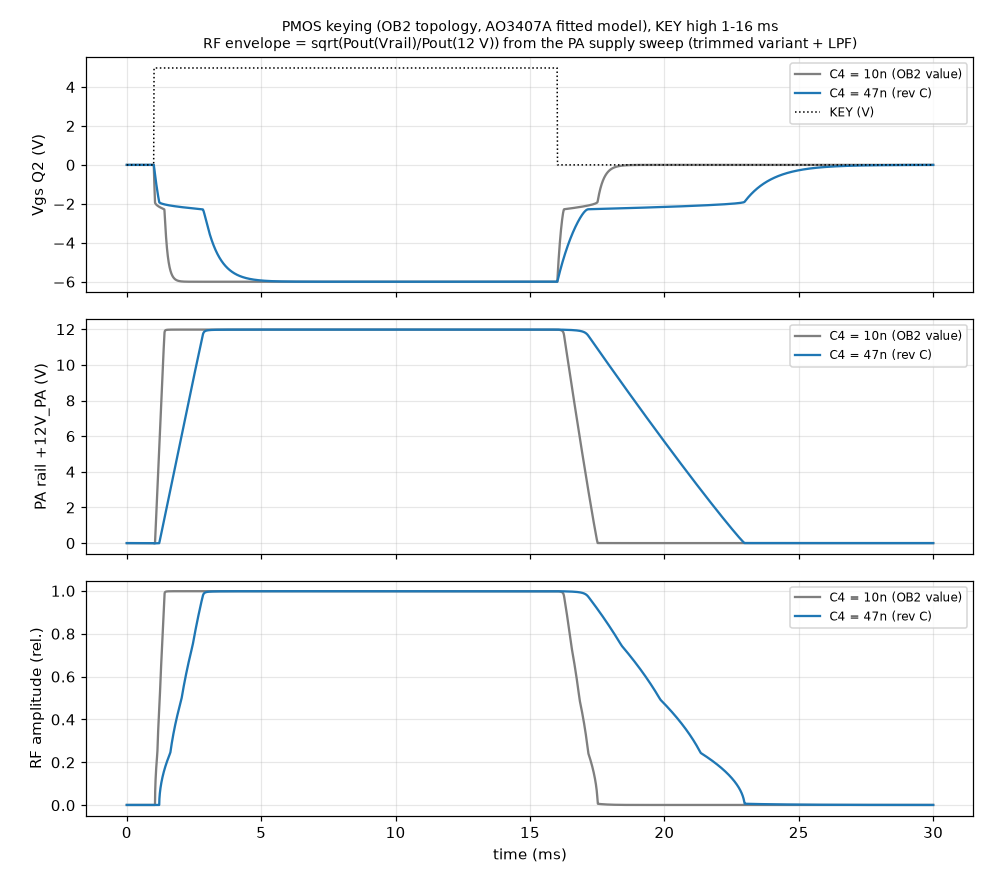 PMOS keying (OB2 topology, AO3407A fitted model), KEY high 1-16 ms
RF envelope = sqrt(Pout(Vrail)/Pout(12 V)) from the PA supply sweep (trimmed variant + LPF)
Vgs Q2 (V)
4
2
0
−2
−4
−6
C4 = 10n (OB2 value)
C4 = 47n (rev C)
KEY (V)
PA rail +12V_PA (V)
12
10
8
6
4
2
0
C4 = 10n (OB2 value)
C4 = 47n (rev C)
RF amplitude (rel.)
1.0
0.8
0.6
0.4
0.2
0.0
C4 = 10n (OB2 value)
C4 = 47n (rev C)
0 5 10 15 20 25 30
time (ms)